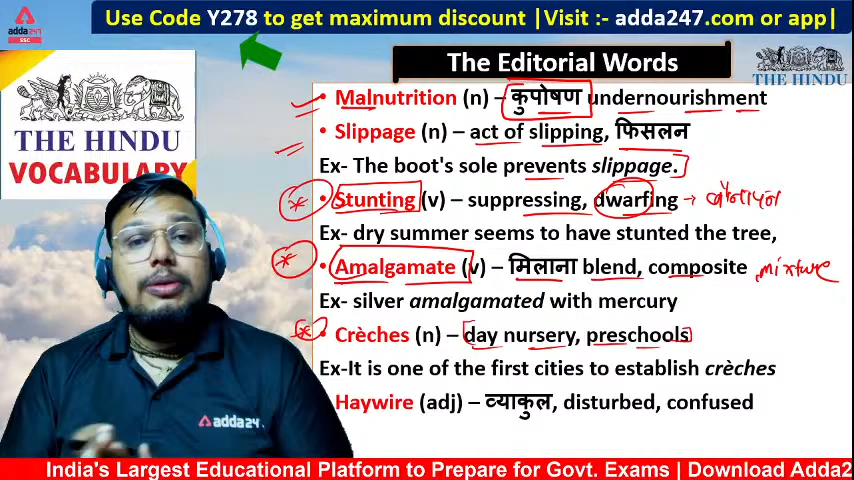 Use Code Y278 to get maximum discount |Visit :- adda247.com or app|
adda247
SSC
The Editorial Words
THE HINDU
THE HINDU
VOCABULARY
• Malnutrition (n) – कुपोषण undernourishment
• Slippage (n) – act of slipping, फिसलन
Ex- The boot's sole prevents slippage.
• Stunting (v) – suppressing, dwarfing →
Ex- dry summer seems to have stunted the tree,
• Amalgamate (v) – मिलाना blend, composite mixture
Ex- silver amalgamated with mercury
• Crèches (n) – day nursery, preschools
Ex-It is one of the first cities to establish crèches
Haywire (adj) – व्याकुल, disturbed, confused
adda247
India's Largest Educational Platform to Prepare for Govt. Exams | Download Adda2